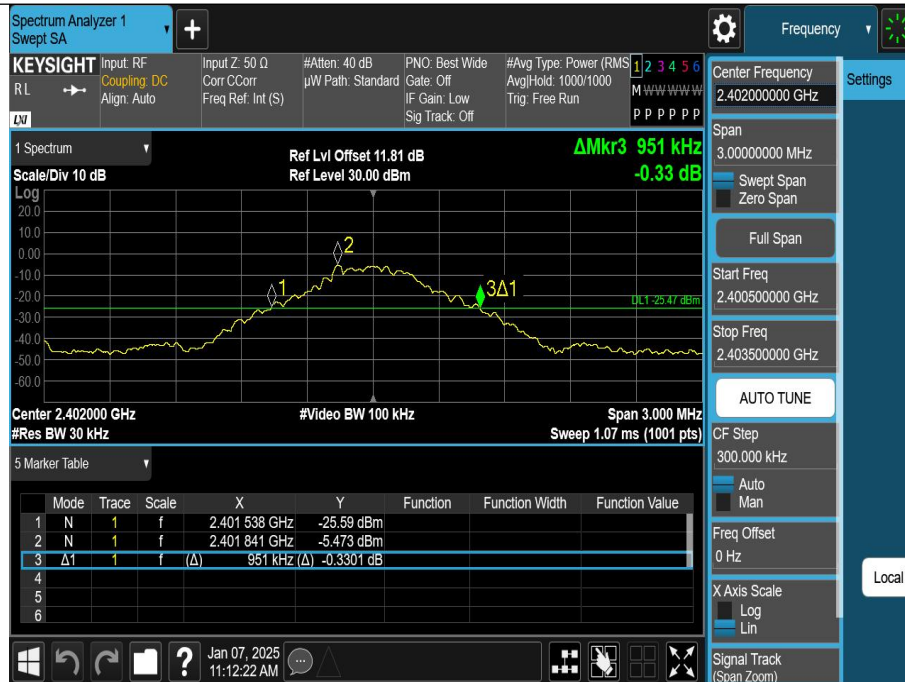 Spectrum Analyzer 1
Swept SA
+
Frequency
KEYSIGHT
RL
LXI
Input: RF
Coupling: DC
Align: Auto
Input Z: 50 Ω
Corr CCorr
Freq Ref: Int (S)
#Atten: 40 dB
µW Path: Standard
PNO: Best Wide
Gate: Off
IF Gain: Low
Sig Track: Off
#Avg Type: Power (RMS
Avg|Hold: 1000/1000
Trig: Free Run
1 2 3 4 5 6
M W W W W W
P P P P P P
1 Spectrum
Scale/Div 10 dB
Ref Lvl Offset 11.81 dB
Ref Level 30.00 dBm
ΔMkr3 951 kHz
-0.33 dB
Log
20.0
10.0
0.00
-10.0
-20.0
-30.0
-40.0
-50.0
-60.0
1
2
3Δ1
DL1 -25.47 dBm
Center 2.402000 GHz
#Video BW 100 kHz
Span 3.000 MHz
#Res BW 30 kHz
Sweep 1.07 ms (1001 pts)
5 Marker Table
Mode Trace Scale X Y Function Function Width Function Value
1 N 1 f 2.401 538 GHz -25.59 dBm
2 N 1 f 2.401 841 GHz -5.473 dBm
3 Δ1 1 f (Δ) 951 kHz (Δ) -0.3301 dB
4
5
6
?
Jan 07, 2025
11:12:22 AM
Center Frequency
2.402000000 GHz
Span
3.00000000 MHz
Swept Span
Zero Span
Full Span
Start Freq
2.400500000 GHz
Stop Freq
2.403500000 GHz
AUTO TUNE
CF Step
300.000 kHz
Auto
Man
Freq Offset
0 Hz
X Axis Scale
Log
Lin
Signal Track
(Span Zoom)
Settings
Local